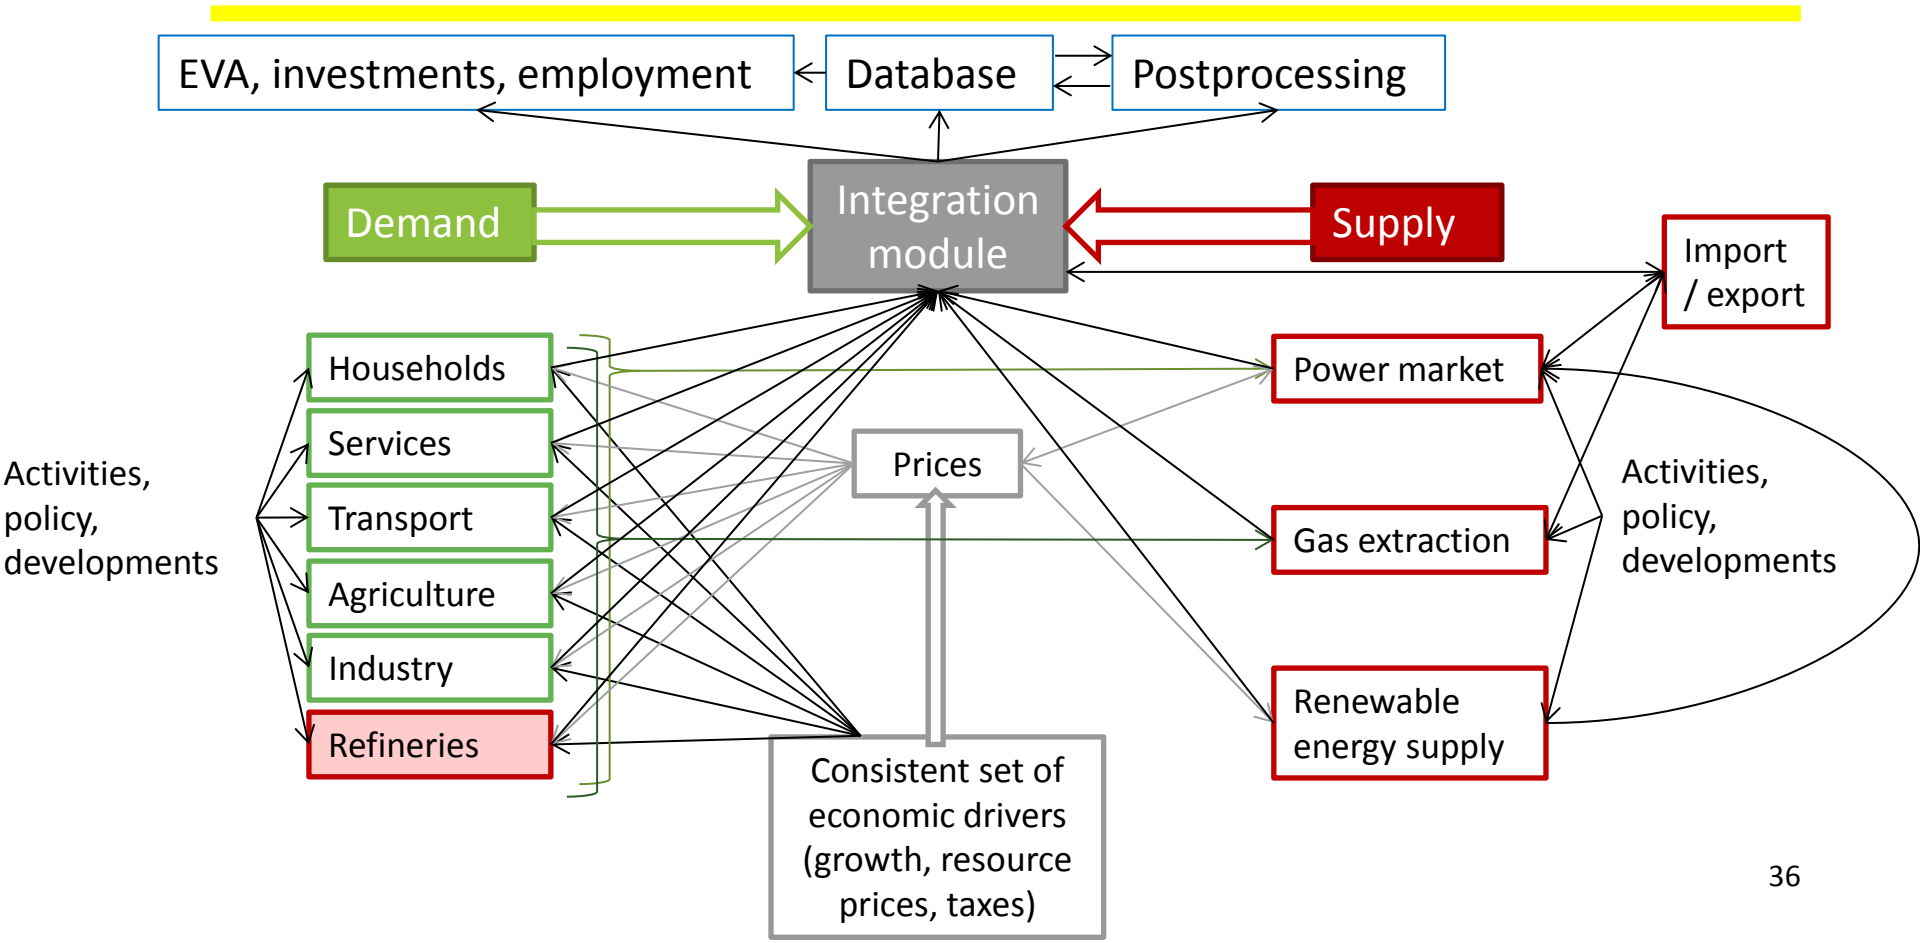 EVA, investments, employment
Database
Postprocessing
Demand
Integration
module
Supply
Import
/ export
Households
Services
Transport
Agriculture
Industry
Refineries
Activities,
policy,
developments
Prices
Power market
Gas extraction
Renewable
energy supply
Activities,
policy,
developments
Consistent set of
economic drivers
(growth, resource
prices, taxes)
36